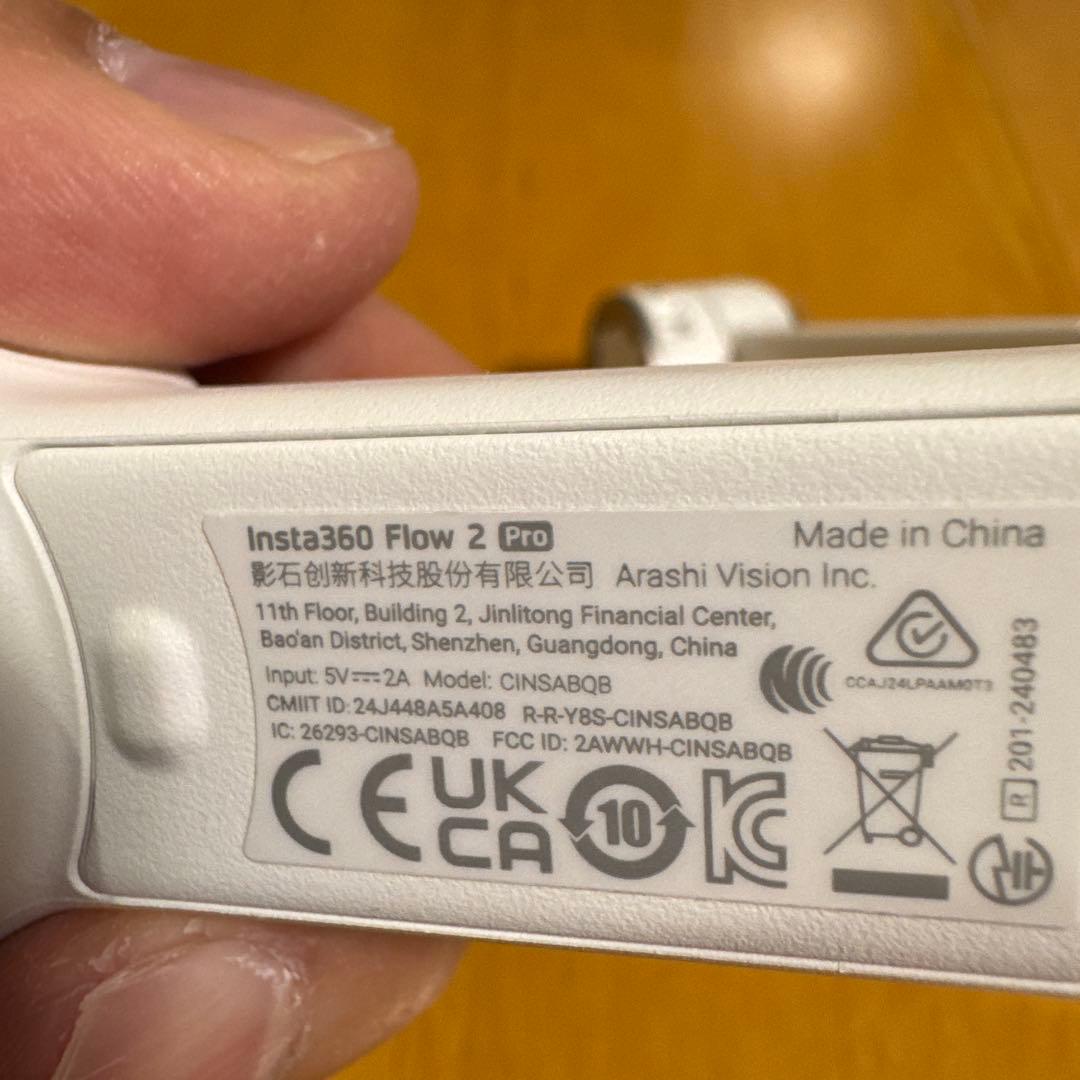 Insta360 Flow 2 Pro
Made in China
影石创新科技股份有限公司 Arashi Vision Inc.
11th Floor, Building 2, Jinlitong Financial Center,
Bao'an District, Shenzhen, Guangdong, China
Input: 5V⎓2A Model: CINSABQB
CMIIT ID: 24J448A5A408 R-R-Y8S-CINSABQB
IC: 26293-CINSABQB FCC ID: 2AWWH-CINSABQB
CCAJ24LPAAM0T3
R 201-240483
CE
UK
CA
10
KC